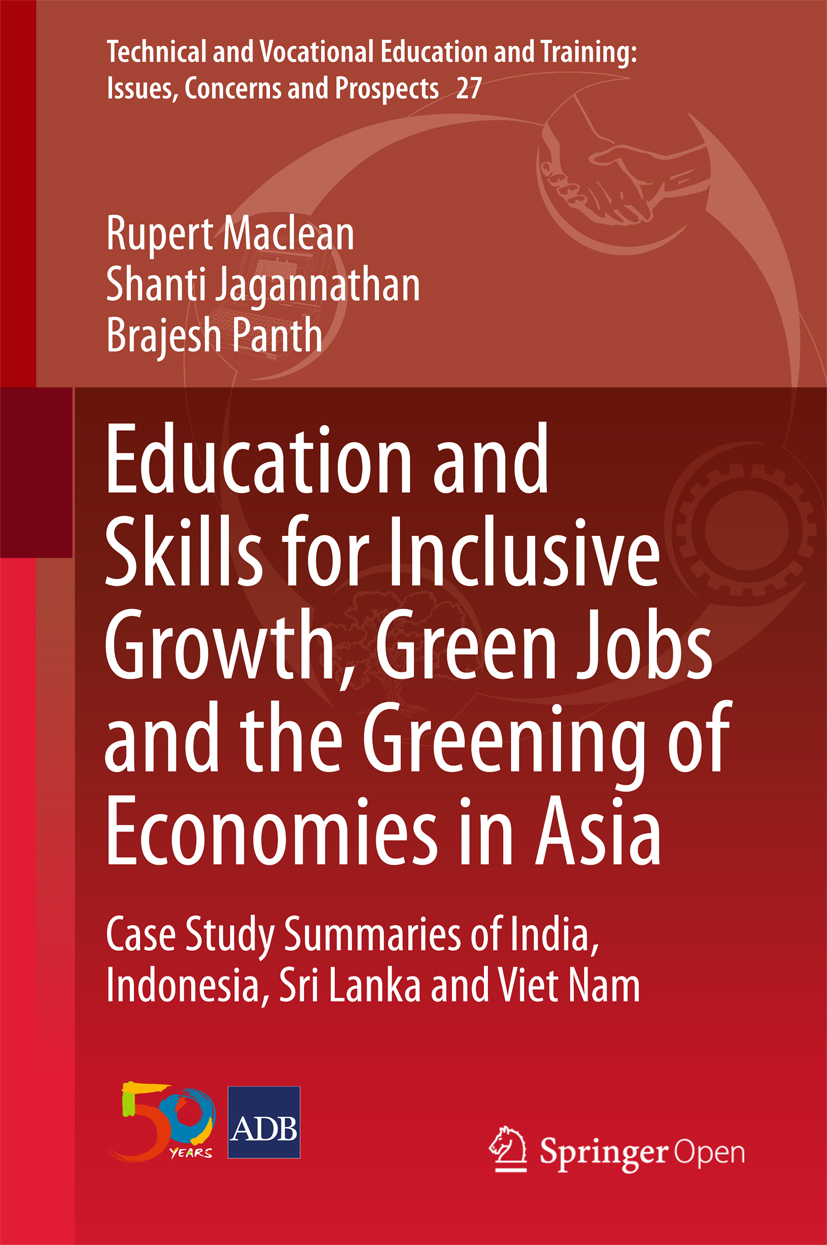 Technical and Vocational Education and Training:
Issues, Concerns and Prospects 27
Rupert Maclean
Shanti Jagannathan
Brajesh Panth
Education and
Skills for Inclusive
Growth, Green Jobs
and the Greening of
Economies in Asia
Case Study Summaries of India,
Indonesia, Sri Lanka and Viet Nam
50
YEARS
ADB
Springer Open